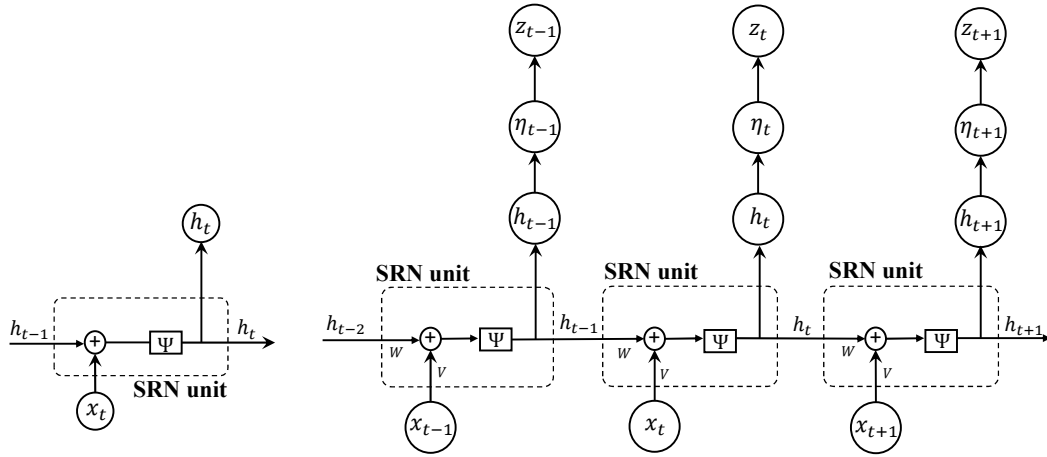 z_{t−1} z_t z_{t+1}
η_{t−1} η_t η_{t+1}
h_t h_{t−1} h_t h_{t+1}
SRN unit SRN unit SRN unit
h_{t−1} + Ψ h_t h_{t−2} W + Ψ h_{t−1} W + Ψ h_t W + Ψ h_{t+1}
V V V
SRN unit
x_t x_{t−1} x_t x_{t+1}